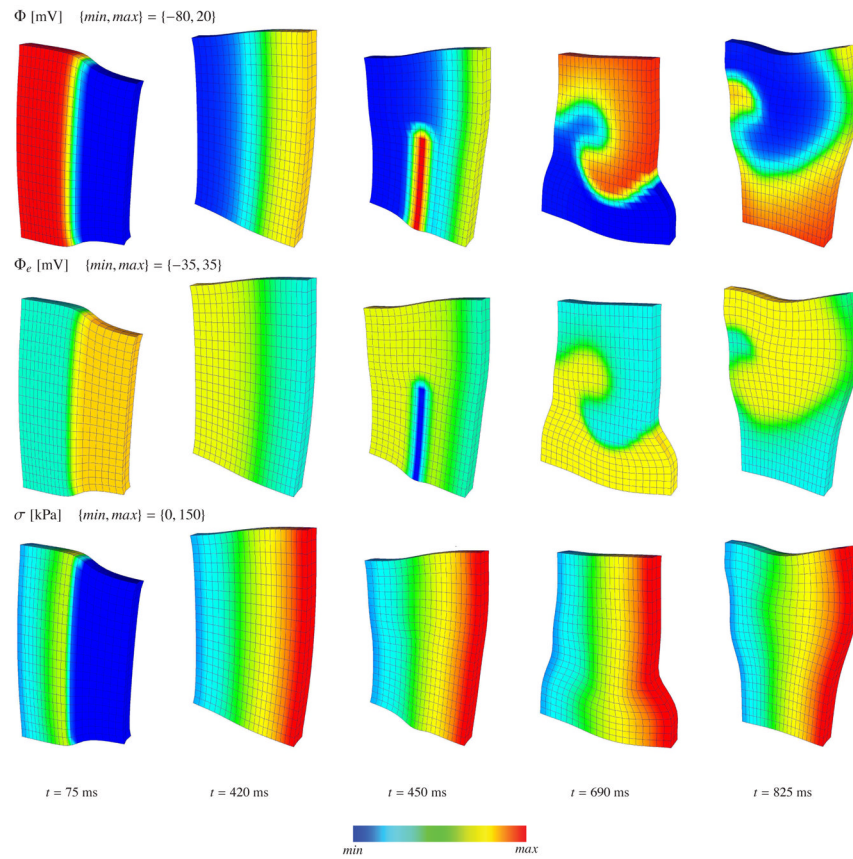 Φ [mV] {min, max} = {−80, 20}
Φe [mV] {min, max} = {−35, 35}
σ [kPa] {min, max} = {0, 150}
t = 75 ms t = 420 ms t = 450 ms t = 690 ms t = 825 ms
min max